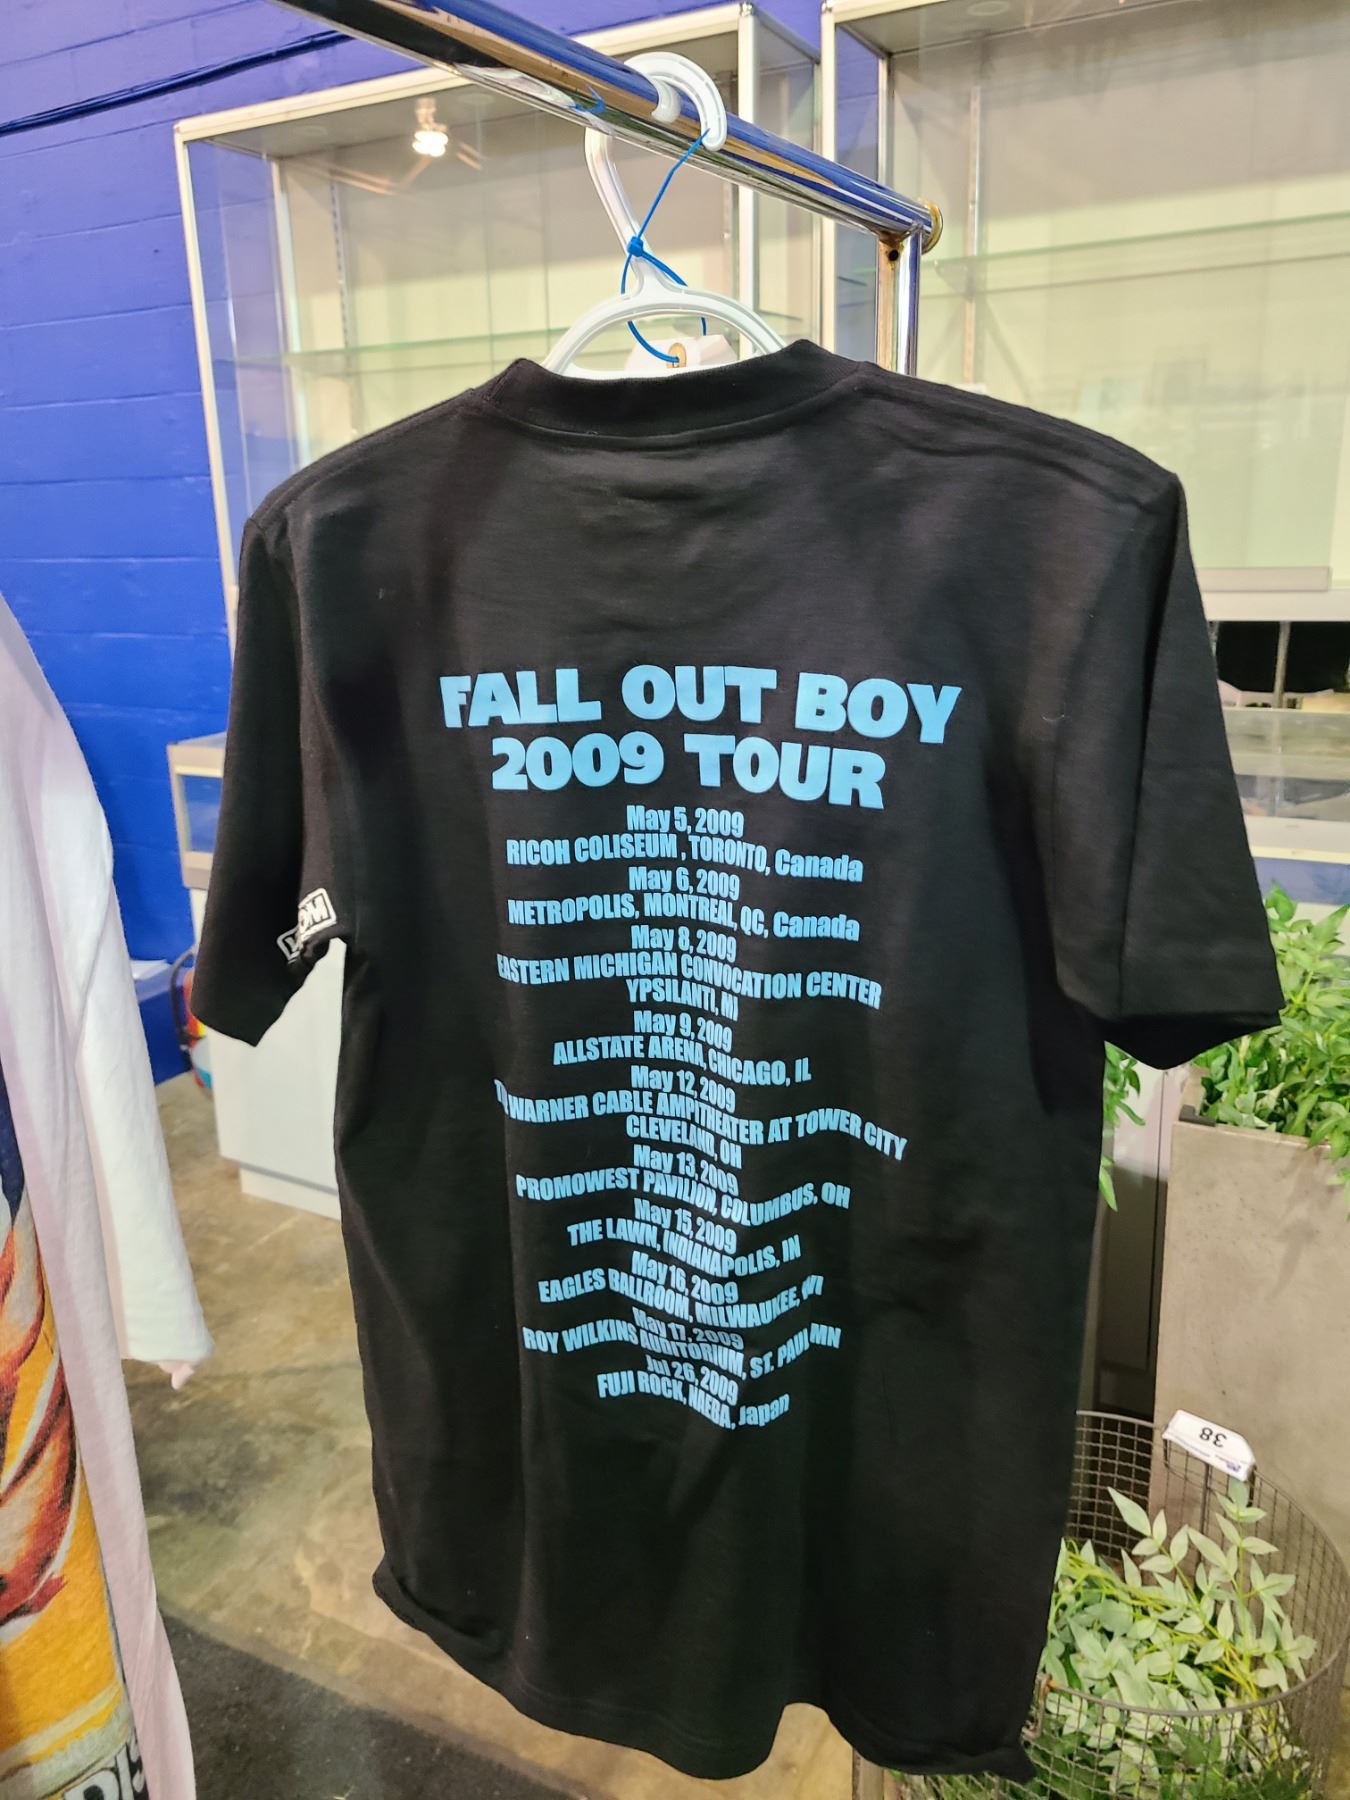 FALL OUT BOY
2009 TOUR
May 5, 2009
RICOH COLISEUM , TORONTO, Canada
May 6, 2009
METROPOLIS, MONTREAL, QC, Canada
May 8, 2009
EASTERN MICHIGAN CONVOCATION CENTER
YPSILANTI, MI
May 9, 2009
ALLSTATE ARENA, CHICAGO, IL
May 12, 2009
WARNER CABLE AMPITHEATER AT TOWER CITY
CLEVELAND, OH
May 13, 2009
PROMOWEST PAVILION, COLUMBUS, OH
May 15, 2009
THE LAWN, INDIANAPOLIS, IN
May 16, 2009
EAGLES BALLROOM, MILWAUKEE, WI
May 17, 2009
ROY WILKINS AUDITORIUM, ST. PAUL MN
Jul 26, 2009
FUJI ROCK, NAEBA, Japan
38